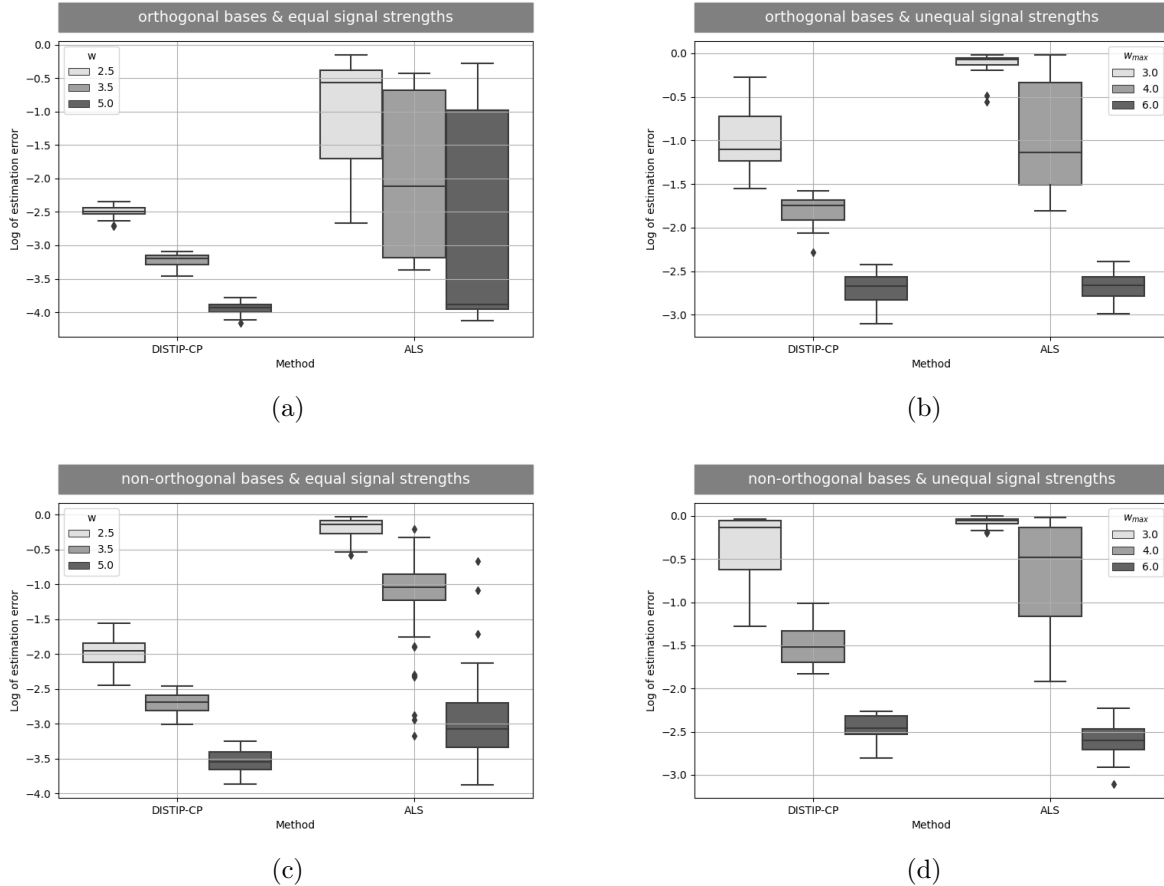 orthogonal bases & equal signal strengths
0.0
−0.5
−1.0
−1.5
−2.0
−2.5
−3.0
−3.5
−4.0
Log of estimation error
w
2.5
3.5
5.0
DISTIP-CP
ALS
Method
(a)
orthogonal bases & unequal signal strengths
0.0
−0.5
−1.0
−1.5
−2.0
−2.5
−3.0
Log of estimation error
w_max
3.0
4.0
6.0
DISTIP-CP
ALS
Method
(b)
non-orthogonal bases & equal signal strengths
0.0
−0.5
−1.0
−1.5
−2.0
−2.5
−3.0
−3.5
−4.0
Log of estimation error
w
2.5
3.5
5.0
DISTIP-CP
ALS
Method
(c)
non-orthogonal bases & unequal signal strengths
0.0
−0.5
−1.0
−1.5
−2.0
−2.5
−3.0
Log of estimation error
w_max
3.0
4.0
6.0
DISTIP-CP
ALS
Method
(d)